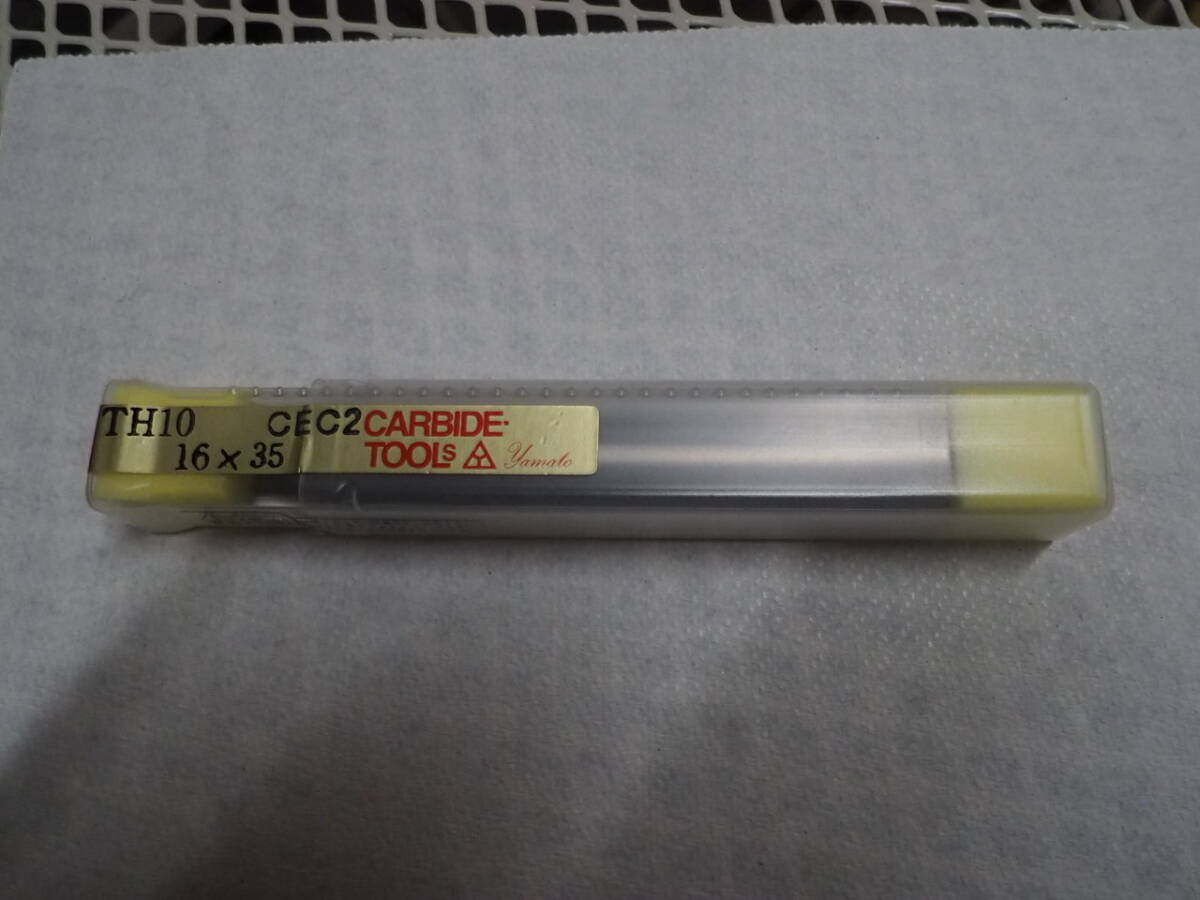 TH10 CEC2
16 × 35
CARBIDE-
TOOLS
Yamato